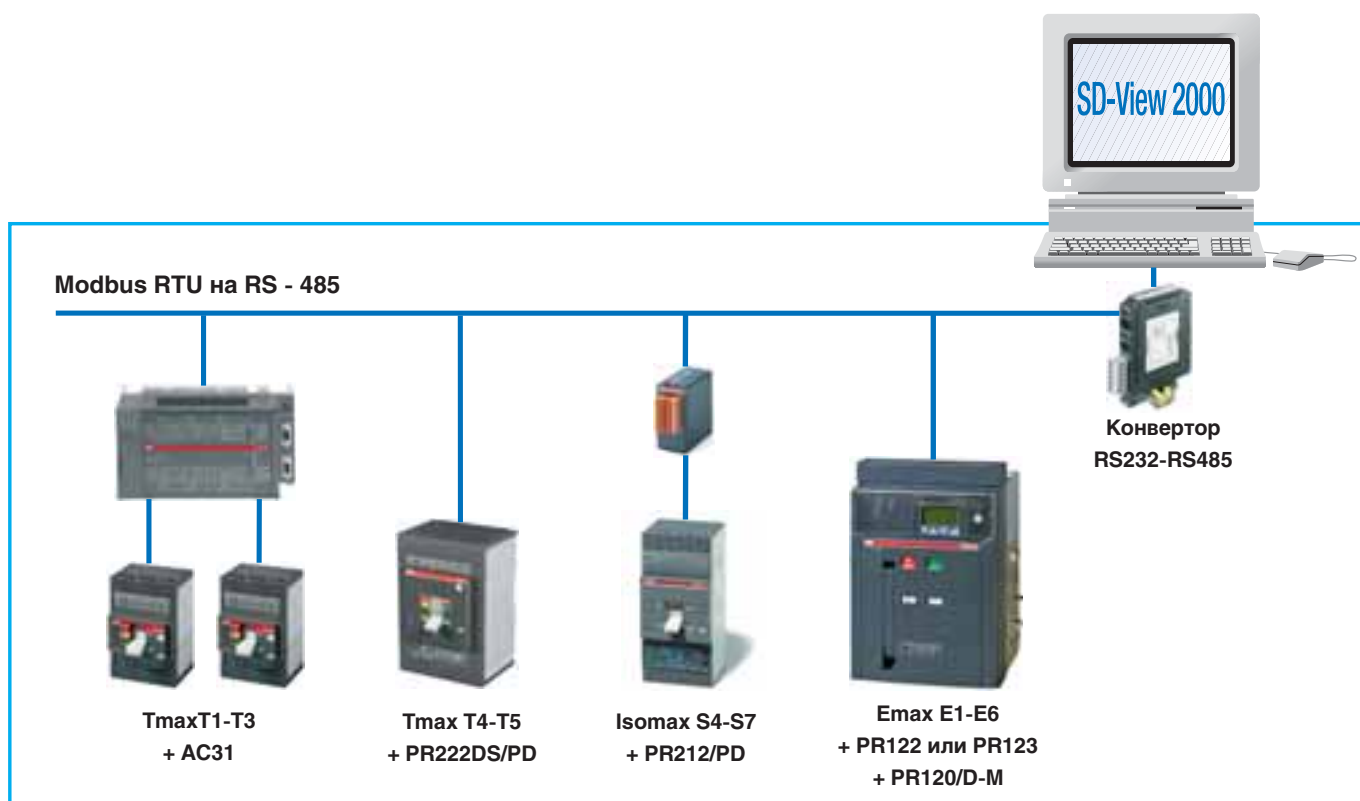 SD-View 2000
Modbus RTU на RS - 485
Конвертор
RS232-RS485
TmaxT1-T3
+ AC31
Tmax T4-T5
+ PR222DS/PD
Isomax S4-S7
+ PR212/PD
Emax E1-E6
+ PR122 или PR123
+ PR120/D-M